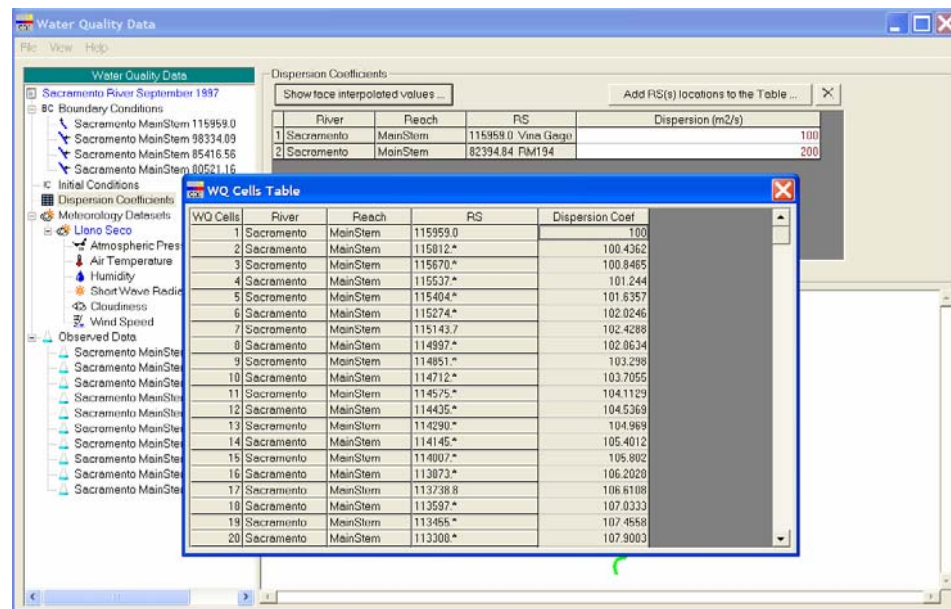 Water Quality Data
File View Help
Water Quality Data
Sacramento River September 1997
BC Boundary Conditions
Sacramento MainStem 115959.0
Sacramento MainStem 98334.09
Sacramento MainStem 85416.56
Sacramento MainStem 80521.16
IC Initial Conditions
Dispersion Coefficients
Meteorology Datasets
Llano Seco
Atmospheric Pres
Air Temperature
Humidity
Short Wave Radia
Cloudiness
Wind Speed
Observed Data
Sacramento MainSte
Sacramento MainSte
Sacramento MainSte
Sacramento MainSte
Sacramento MainSte
Sacramento MainSte
Sacramento MainSte
Sacramento MainSte
Sacramento MainSte
Sacramento MainSte
Dispersion Coefficients
Show face interpolated values ... Add RS(s) locations to the Table ...
River Reach RS Dispersion (m2/s)
1 Sacramento MainStem 115959.0 Vina Gage 100
2 Sacramento MainStem 82394.84 RM194 200
WQ Cells Table
WQ Cells River Reach RS Dispersion Coef
1 Sacramento MainStem 115959.0 100
2 Sacramento MainStem 115812.* 100.4362
3 Sacramento MainStem 115670.* 100.8465
4 Sacramento MainStem 115537.* 101.244
5 Sacramento MainStem 115404.* 101.6357
6 Sacramento MainStem 115274.* 102.0246
7 Sacramento MainStem 115143.7 102.4288
8 Sacramento MainStem 114997.* 102.8634
9 Sacramento MainStem 114851.* 103.298
10 Sacramento MainStem 114712.* 103.7055
11 Sacramento MainStem 114575.* 104.1129
12 Sacramento MainStem 114435.* 104.5369
13 Sacramento MainStem 114290.* 104.969
14 Sacramento MainStem 114145.* 105.4012
15 Sacramento MainStem 114007.* 105.802
16 Sacramento MainStem 113873.* 106.2028
17 Sacramento MainStem 113738.8 106.6108
18 Sacramento MainStem 113597.* 107.0333
19 Sacramento MainStem 113455.* 107.4558
20 Sacramento MainStem 113308.* 107.9003